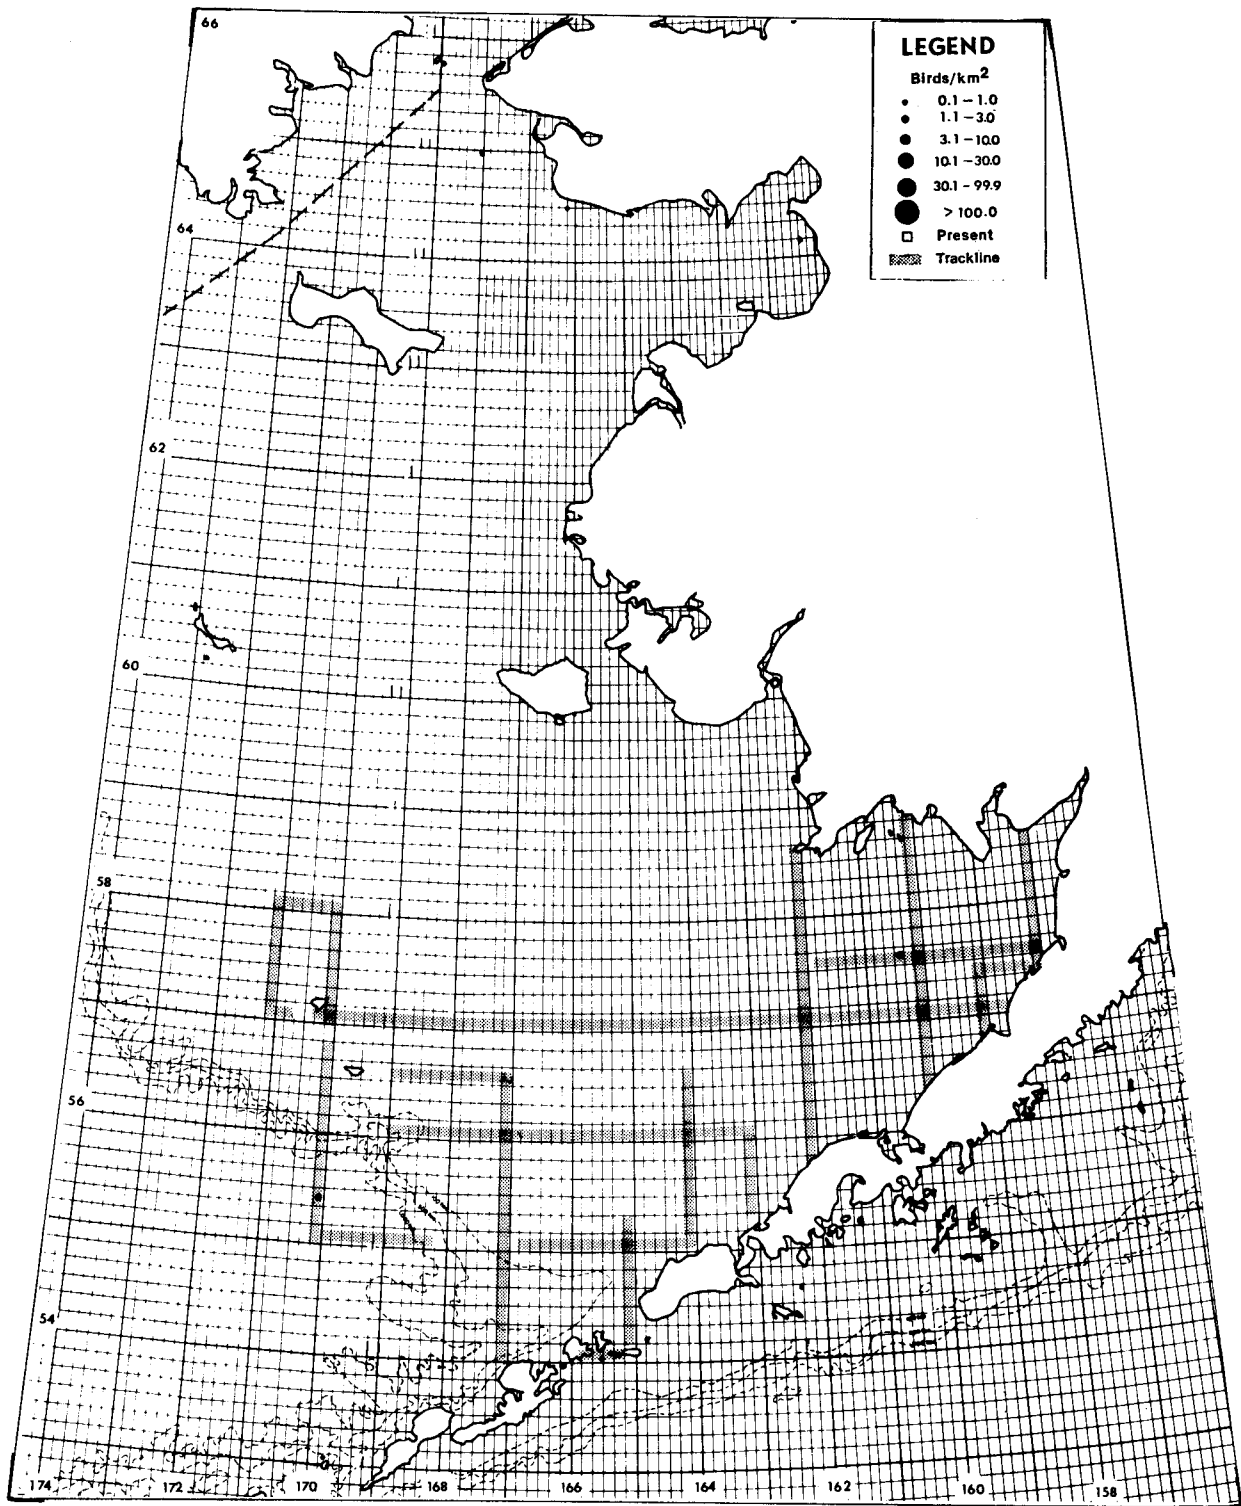 66
LEGEND
Birds/km2
0.1 – 1.0
1.1 – 3.0
3.1 – 10.0
10.1 – 30.0
30.1 – 99.9
> 100.0
Present
Trackline
64
62
60
58
56
54
174 172 170 168 166 164 162 160 158